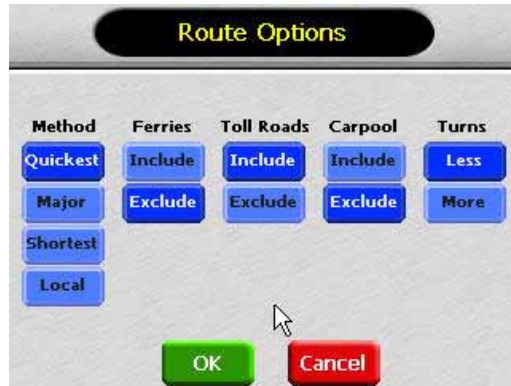 Route Options
Method Ferries Toll Roads Carpool Turns
Quickest Include Include Include Less
Major Exclude Exclude Exclude More
Shortest
Local
OK Cancel